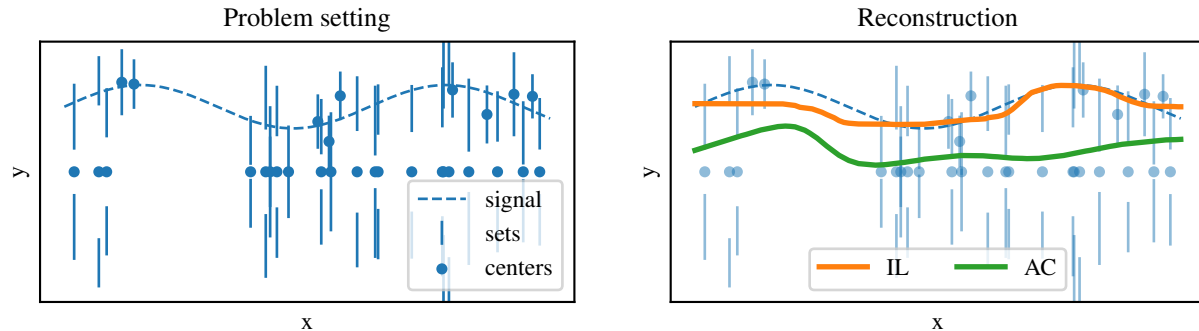 Problem setting
y
x
signal
sets
centers
Reconstruction
y
x
IL
AC